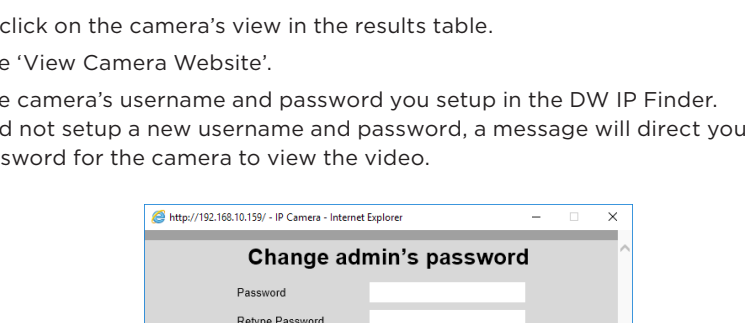 click on the camera's view in the results table.
'View Camera Website'.
camera's username and password you setup in the DW IP Finder.
not setup a new username and password, a message will direct you
for the camera to view the video.
http://192.168.10.159/ - IP Camera - Internet Explorer
Change admin's password
Password
Retype Password